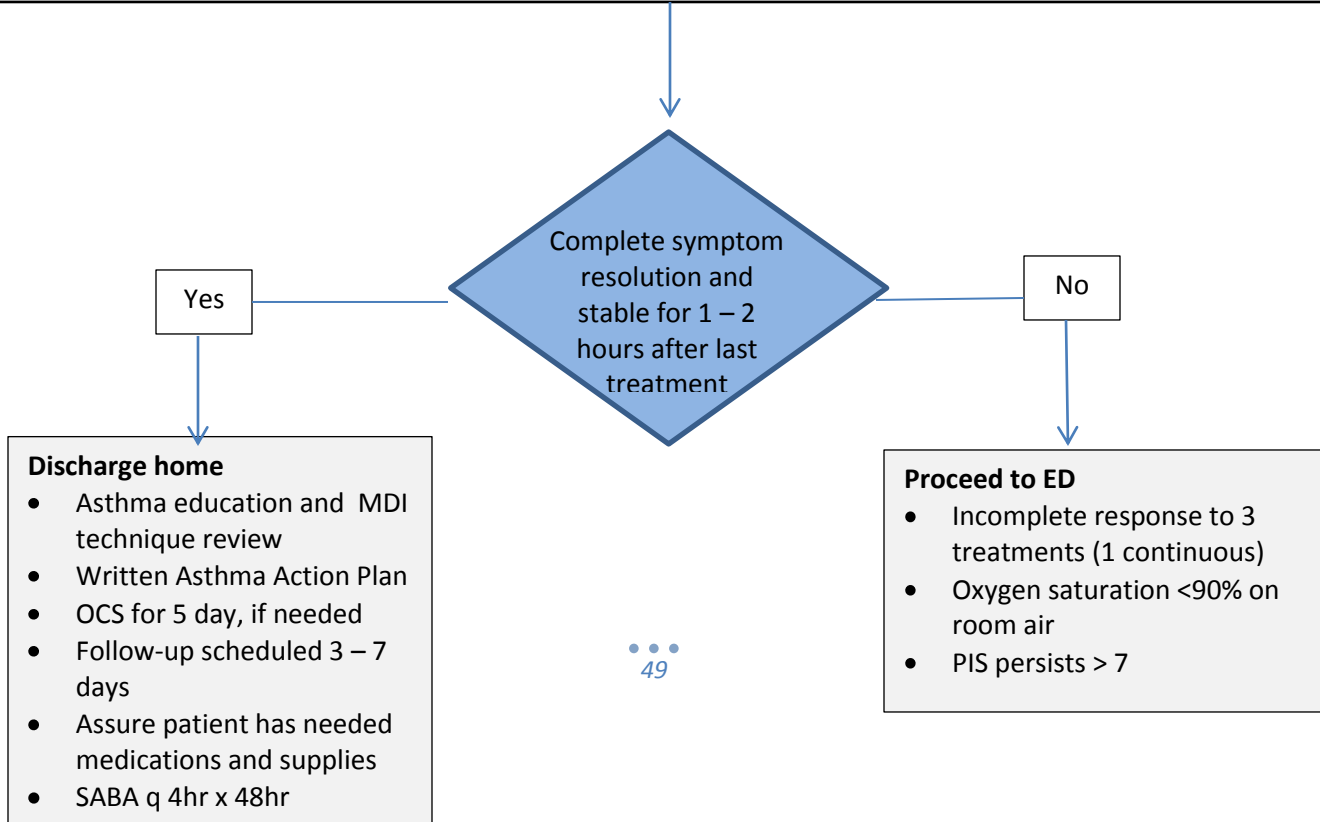 Complete symptom
resolution and
stable for 1 – 2
hours after last
treatment
Yes
No
Discharge home
• Asthma education and MDI
technique review
• Written Asthma Action Plan
• OCS for 5 day, if needed
• Follow-up scheduled 3 – 7
days
• Assure patient has needed
medications and supplies
• SABA q 4hr x 48hr
Proceed to ED
• Incomplete response to 3
treatments (1 continuous)
• Oxygen saturation <90% on
room air
• PIS persists > 7
•••
49